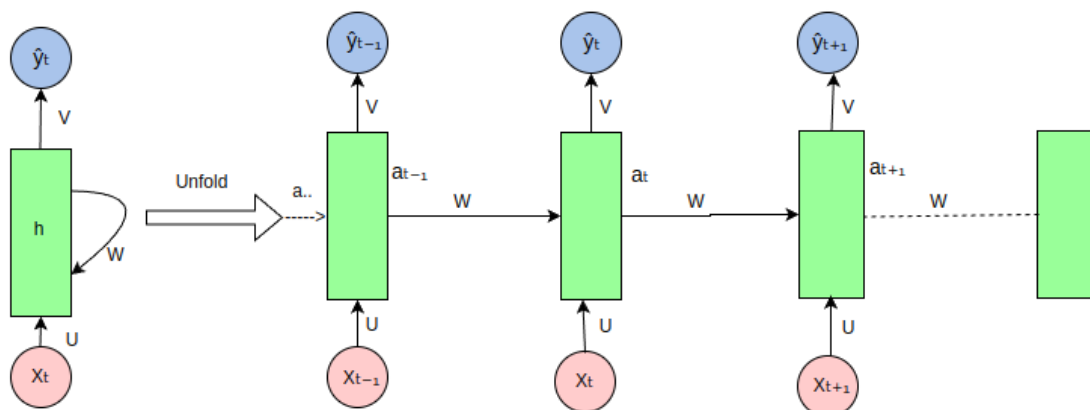 ŷt
ŷt−1
ŷt
ŷt+1
V
V
V
V
Unfold
a..
at−1
at
at+1
h
W
W
W
W
U
U
U
U
Xt
Xt−1
Xt
Xt+1